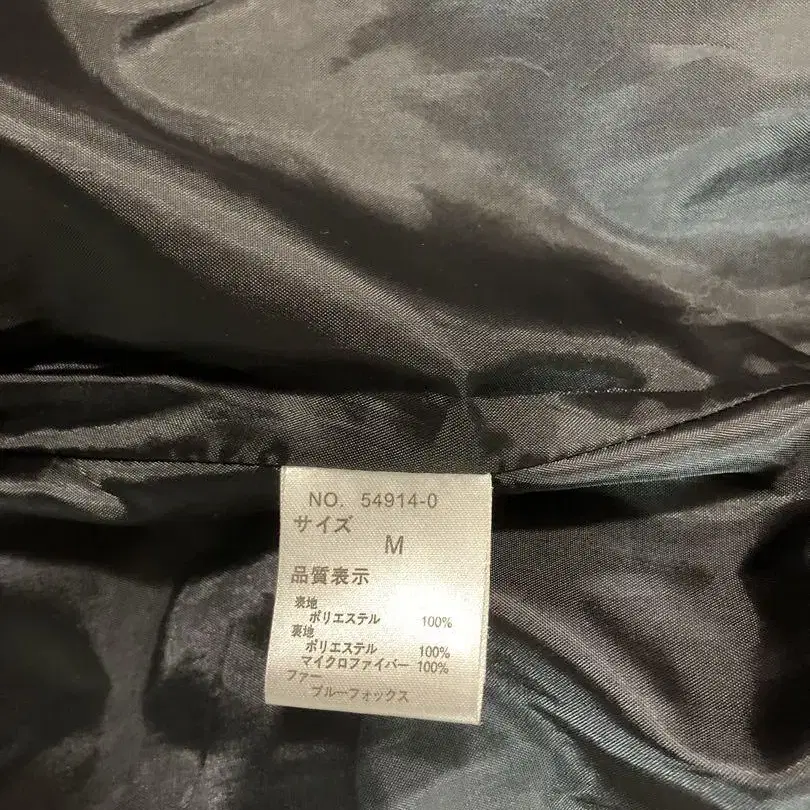 NO. 54914-0
サイズ
M
品質表示
表地
ポリエステル 100%
裏地
ポリエステル 100%
マイクロファイバー 100%
ファー
ブルーフォックス